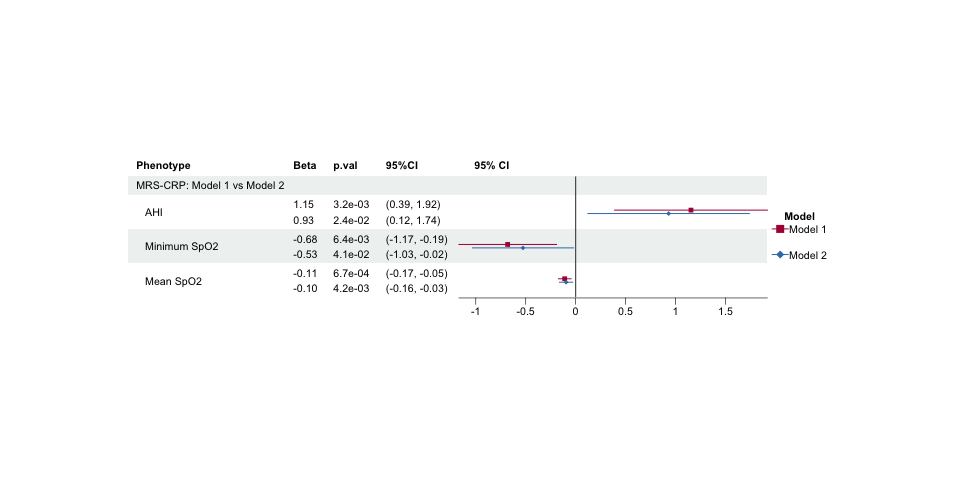 Phenotype Beta p.val 95%CI 95% CI
MRS-CRP: Model 1 vs Model 2
AHI
1.15 3.2e-03 (0.39, 1.92)
0.93 2.4e-02 (0.12, 1.74)
Minimum SpO2
-0.68 6.4e-03 (-1.17, -0.19)
-0.53 4.1e-02 (-1.03, -0.02)
Mean SpO2
-0.11 6.7e-04 (-0.17, -0.05)
-0.10 4.2e-03 (-0.16, -0.03)
-1 -0.5 0 0.5 1 1.5
Model
Model 1
Model 2